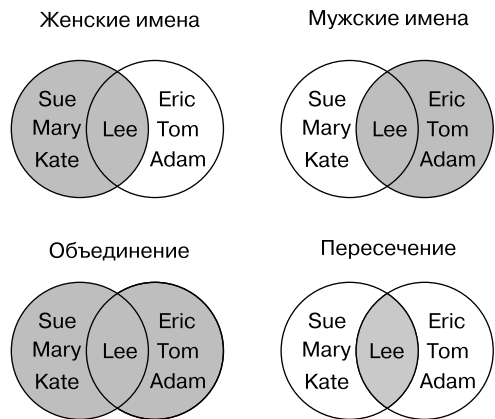 Женские имена
Sue Eric
Mary Lee Tom
Kate Adam
Мужские имена
Sue Eric
Mary Lee Tom
Kate Adam
Объединение
Sue Eric
Mary Lee Tom
Kate Adam
Пересечение
Sue Eric
Mary Lee Tom
Kate Adam